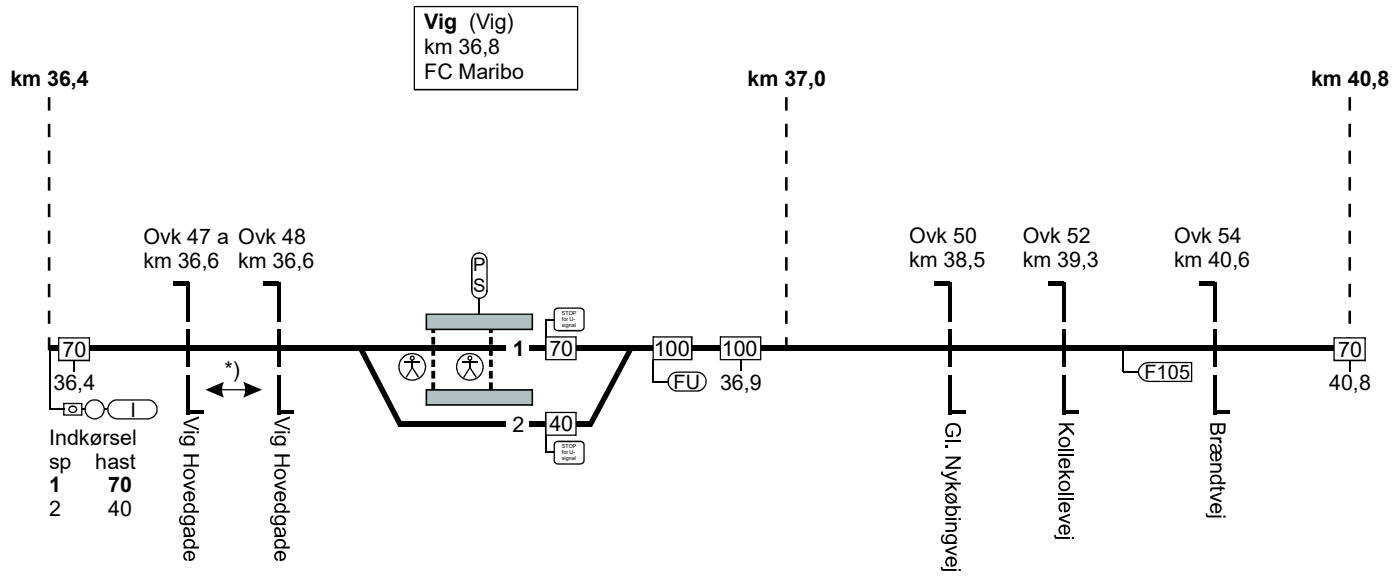 Vig (Vig)
km 36,8
FC Maribo
km 36,4
km 37,0
km 40,8
Ovk 47 a
km 36,6
Ovk 48
km 36,6
Ovk 50
km 38,5
Ovk 52
km 39,3
Ovk 54
km 40,6
P
S
STOP
for U-
signal
70
36,4
*)
1
70
100
FU
100
36,9
F105
70
40,8
I
2
40
STOP
for U-
signal
Indkørsel
sp hast
1 70
2 40
Vig Hovedgade
Vig Hovedgade
Gl. Nykøbingvej
Kollekollevej
Brændtvej